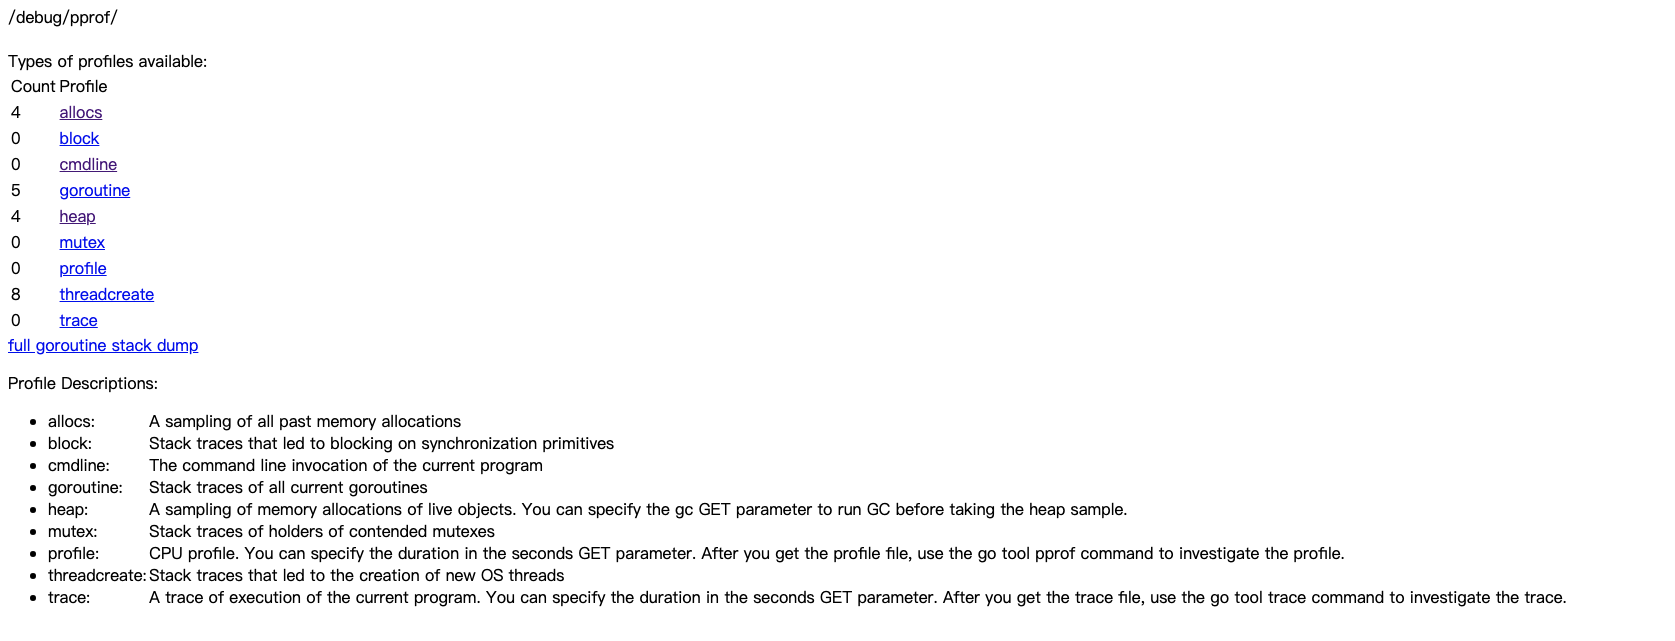 /debug/pprof/
Types of profiles available:
Count Profile
4 allocs
0 block
0 cmdline
5 goroutine
4 heap
0 mutex
0 profile
8 threadcreate
0 trace
full goroutine stack dump
Profile Descriptions:
• allocs: A sampling of all past memory allocations
• block: Stack traces that led to blocking on synchronization primitives
• cmdline: The command line invocation of the current program
• goroutine: Stack traces of all current goroutines
• heap: A sampling of memory allocations of live objects. You can specify the gc GET parameter to run GC before taking the heap sample.
• mutex: Stack traces of holders of contended mutexes
• profile: CPU profile. You can specify the duration in the seconds GET parameter. After you get the profile file, use the go tool pprof command to investigate the profile.
• threadcreate: Stack traces that led to the creation of new OS threads
• trace: A trace of execution of the current program. You can specify the duration in the seconds GET parameter. After you get the trace file, use the go tool trace command to investigate the trace.